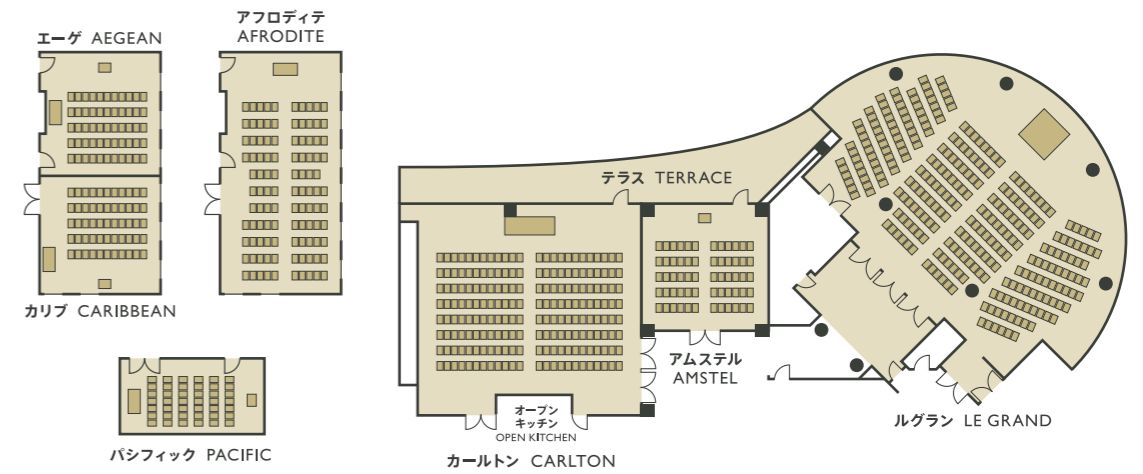 エーゲ AEGEAN
アフロディテ
AFRODITE
カリブ CARIBBEAN
パシフィック PACIFIC
テラス TERRACE
アムステル
AMSTEL
オープン
キッチン
OPEN KITCHEN
カールトン CARLTON
ルグラン LE GRAND